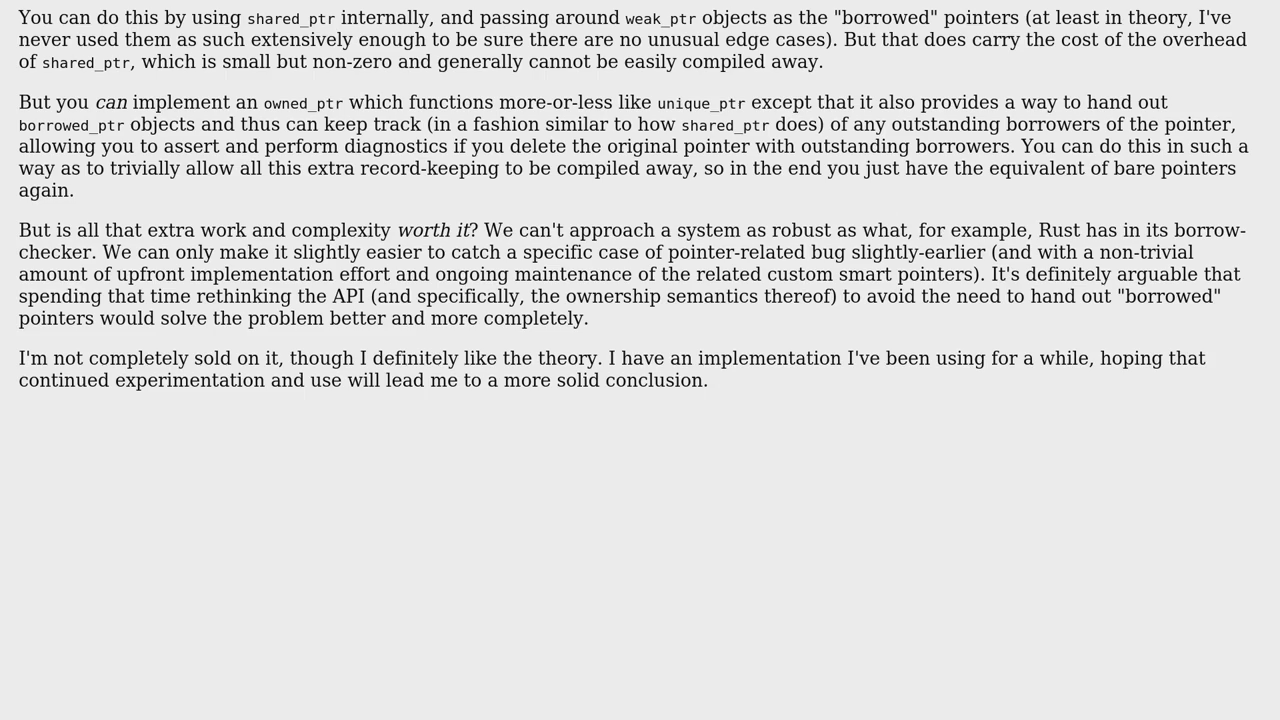 You can do this by using shared_ptr internally, and passing around weak_ptr objects as the "borrowed" pointers (at least in theory, I've
never used them as such extensively enough to be sure there are no unusual edge cases). But that does carry the cost of the overhead
of shared_ptr, which is small but non-zero and generally cannot be easily compiled away.
But you can implement an owned_ptr which functions more-or-less like unique_ptr except that it also provides a way to hand out
borrowed_ptr objects and thus can keep track (in a fashion similar to how shared_ptr does) of any outstanding borrowers of the pointer,
allowing you to assert and perform diagnostics if you delete the original pointer with outstanding borrowers. You can do this in such a
way as to trivially allow all this extra record-keeping to be compiled away, so in the end you just have the equivalent of bare pointers
again.
But is all that extra work and complexity worth it? We can't approach a system as robust as what, for example, Rust has in its borrow-
checker. We can only make it slightly easier to catch a specific case of pointer-related bug slightly-earlier (and with a non-trivial
amount of upfront implementation effort and ongoing maintenance of the related custom smart pointers). It's definitely arguable that
spending that time rethinking the API (and specifically, the ownership semantics thereof) to avoid the need to hand out "borrowed"
pointers would solve the problem better and more completely.
I'm not completely sold on it, though I definitely like the theory. I have an implementation I've been using for a while, hoping that
continued experimentation and use will lead me to a more solid conclusion.